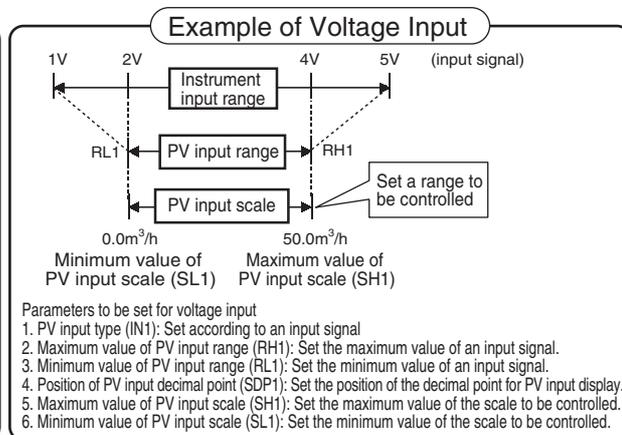 Example of Voltage Input
1V 2V 4V 5V (input signal)
Instrument
input range
RL1 PV input range RH1
PV input scale
Set a range to
be controlled
0.0m³/h 50.0m³/h
Minimum value of
PV input scale (SL1)
Maximum value of
PV input scale (SH1)
Parameters to be set for voltage input
1. PV input type (IN1): Set according to an input signal
2. Maximum value of PV input range (RH1): Set the maximum value of an input signal.
3. Minimum value of PV input range (RL1): Set the minimum value of an input signal.
4. Position of PV input decimal point (SDP1): Set the position of the decimal point for PV input display.
5. Maximum value of PV input scale (SH1): Set the maximum value of the scale to be controlled.
6. Minimum value of PV input scale (SL1): Set the minimum value of the scale to be controlled.